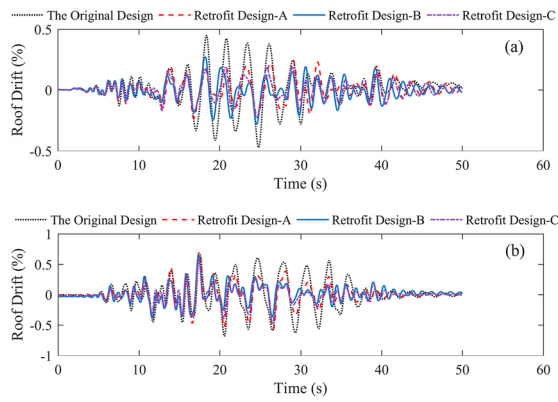 The Original Design Retrofit Design-A Retrofit Design-B Retrofit Design-C
0.5
(a)
0
-0.5
Roof Drift (%)
0 10 20 30 40 50 60
Time (s)
The Original Design Retrofit Design-A Retrofit Design-B Retrofit Design-C
1
(b)
0.5
0
-0.5
-1
Roof Drift (%)
0 10 20 30 40 50 60
Time (s)